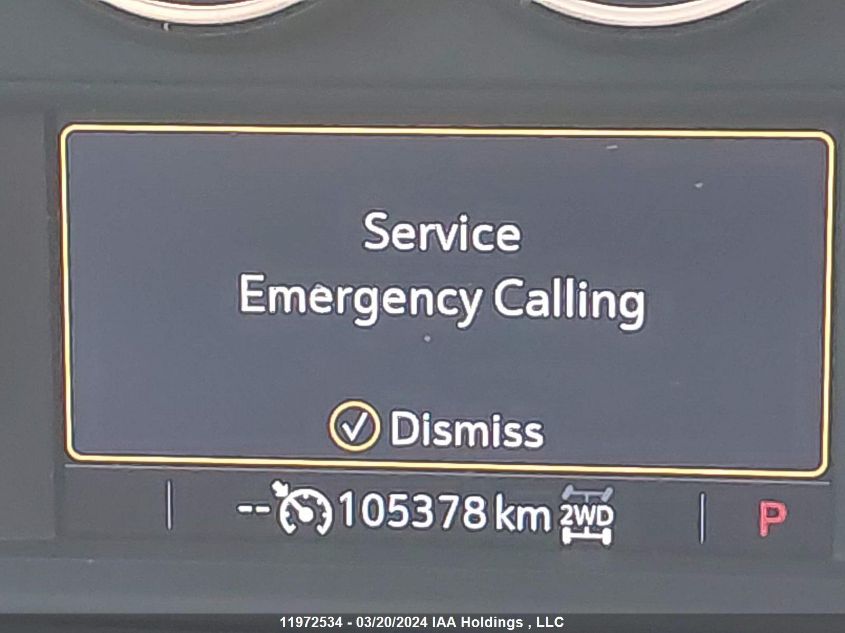 Service
Emergency Calling
Dismiss
-- 105378 km 2WD P
11972534 - 03/20/2024 IAA Holdings , LLC